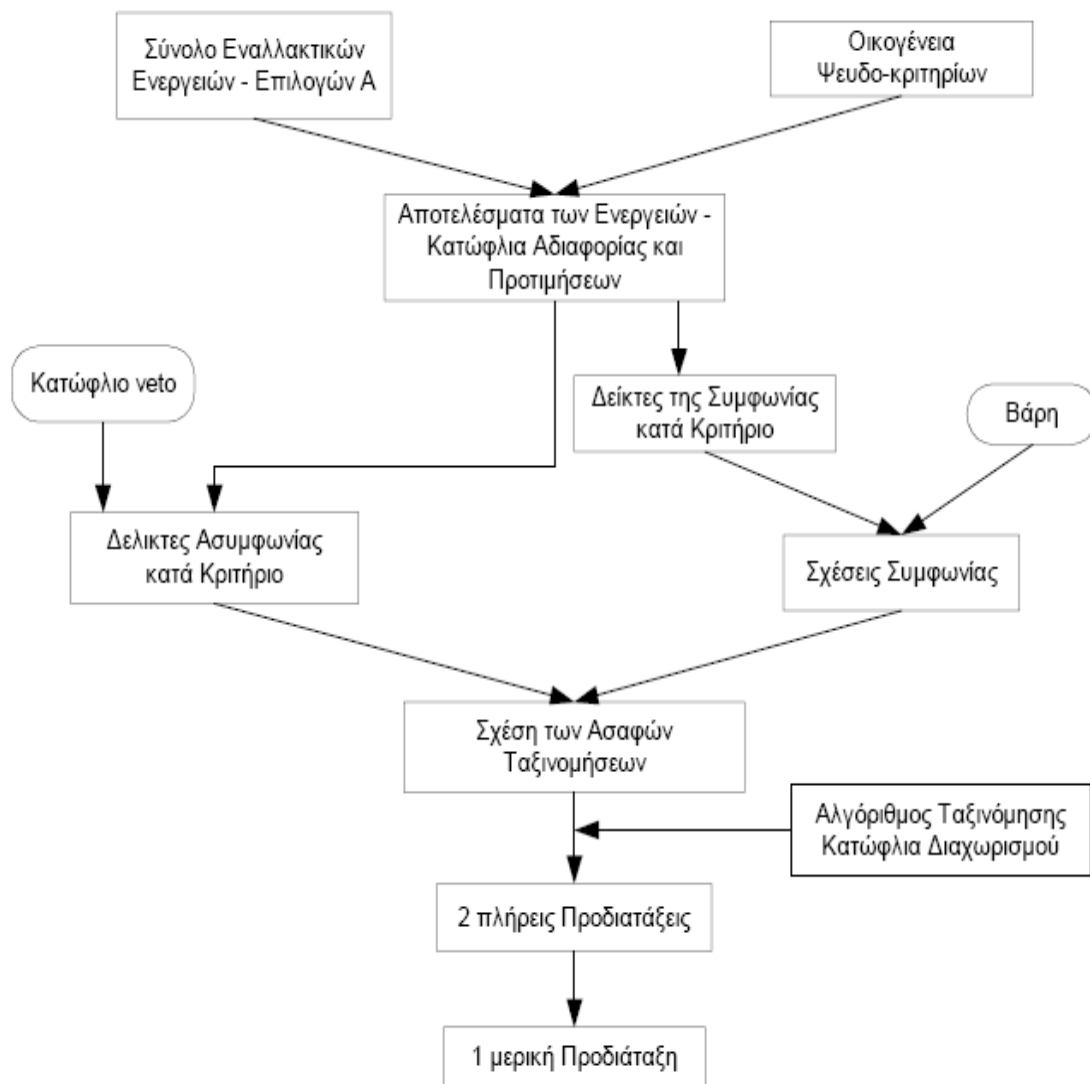 Σύνολο Εναλλακτικών
Ενεργειών - Επιλογών Α
Οικογένεια
Ψευδο-κριτηρίων
Αποτελέσματα των Ενεργειών -
Κατώφλια Αδιαφορίας και
Προτιμήσεων
Κατώφλιο veto
Δείκτες της Συμφωνίας
κατά Κριτήριο
Βάρη
Δελικτες Ασυμφωνίας
κατά Κριτήριο
Σχέσεις Συμφωνίας
Σχέση των Ασαφών
Ταξινομήσεων
Αλγόριθμος Ταξινόμησης
Κατώφλια Διαχωρισμού
2 πλήρεις Προδιατάξεις
1 μερική Προδιάταξη